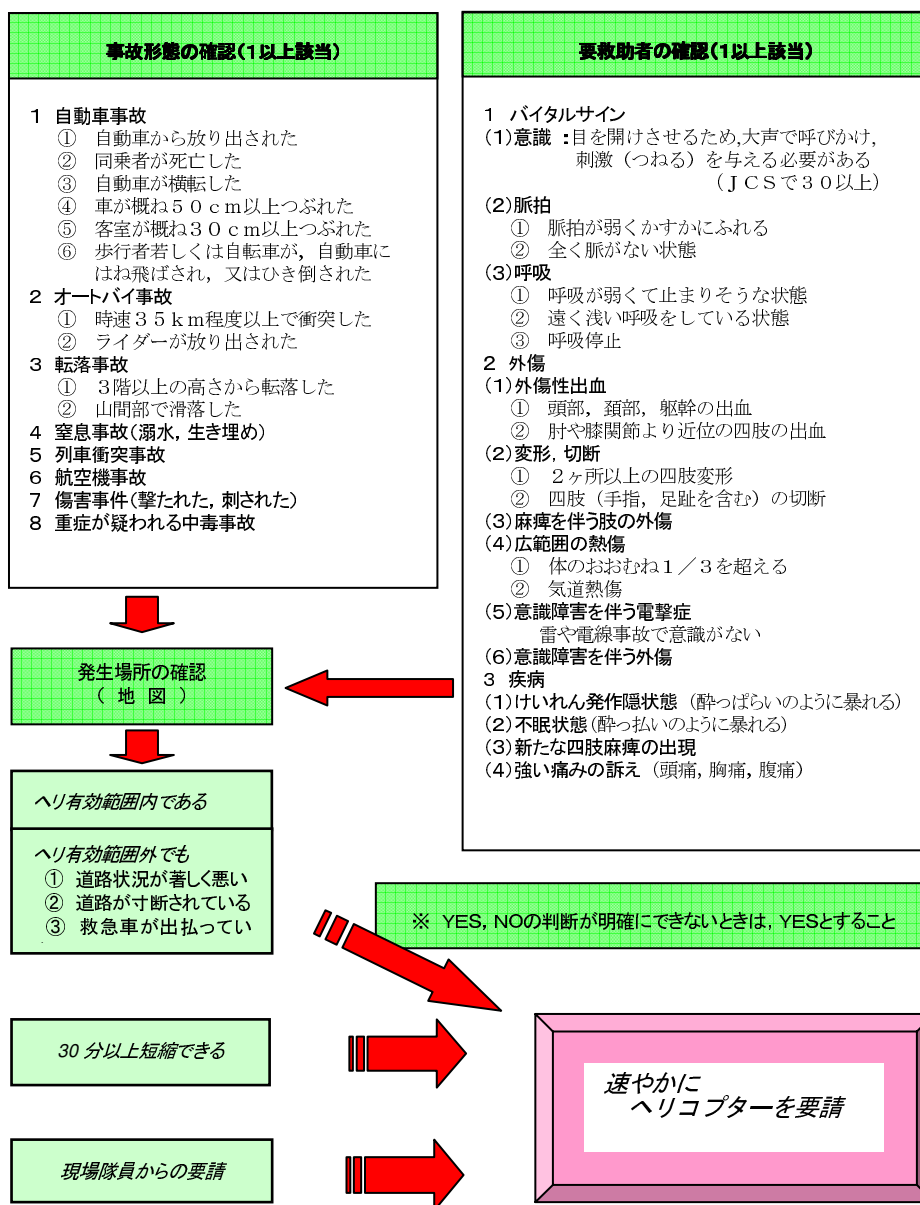 事故形態の確認(1以上該当)
1 自動車事故
① 自動車から放り出された
② 同乗者が死亡した
③ 自動車が横転した
④ 車が概ね50cm以上つぶれた
⑤ 客室が概ね30cm以上つぶれた
⑥ 歩行者若しくは自転車が，自動車に
はね飛ばされ，又はひき倒された
2 オートバイ事故
① 時速35km程度以上で衝突した
② ライダーが放り出された
3 転落事故
① 3階以上の高さから転落した
② 山間部で滑落した
4 窒息事故(溺水，生き埋め)
5 列車衝突事故
6 航空機事故
7 傷害事件(撃たれた，刺された)
8 重症が疑われる中毒事故
要救助者の確認(1以上該当)
1 バイタルサイン
(1)意識 ：目を開けさせるため,大声で呼びかけ,
刺激（つねる）を与える必要がある
（JCSで30以上）
(2)脈拍
① 脈拍が弱くかすかにふれる
② 全く脈がない状態
(3)呼吸
① 呼吸が弱くて止まりそうな状態
② 遠く浅い呼吸をしている状態
③ 呼吸停止
2 外傷
(1)外傷性出血
① 頭部，頚部，躯幹の出血
② 肘や膝関節より近位の四肢の出血
(2)変形，切断
① 2ヶ所以上の四肢変形
② 四肢（手指，足趾を含む）の切断
(3)麻痺を伴う肢の外傷
(4)広範囲の熱傷
① 体のおおむね1／3を超える
② 気道熱傷
(5)意識障害を伴う電撃症
雷や電線事故で意識がない
(6)意識障害を伴う外傷
3 疾病
(1)けいれん発作隠状態（酔っぱらいのように暴れる）
(2)不眠状態(酔っ払いのように暴れる）
(3)新たな四肢麻痺の出現
(4)強い痛みの訴え（頭痛，胸痛，腹痛）
発生場所の確認
（ 地 図 ）
ヘリ有効範囲内である
ヘリ有効範囲外でも
① 道路状況が著しく悪い
② 道路が寸断されている
③ 救急車が出払ってい
※ YES，NOの判断が明確にできないときは，YESとすること
30分以上短縮できる
現場隊員からの要請
速やかに
ヘリコプターを要請